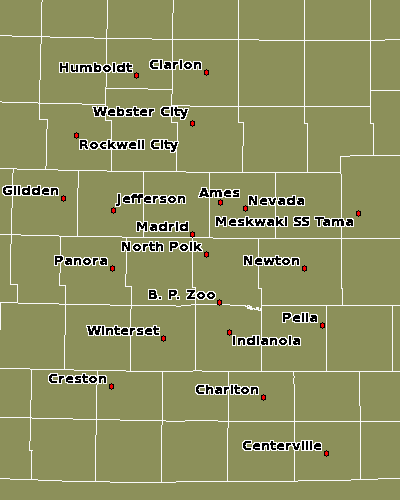 Clarion
Humboldt
Webster City
Rockwell City
Glidden
Ames
Jefferson
Nevada
Meskwaki SS Tama
Madrid
North Polk
Panora
Newton
B. P. Zoo
Pella
Winterset
Indianola
Creston
Chariton
Centerville